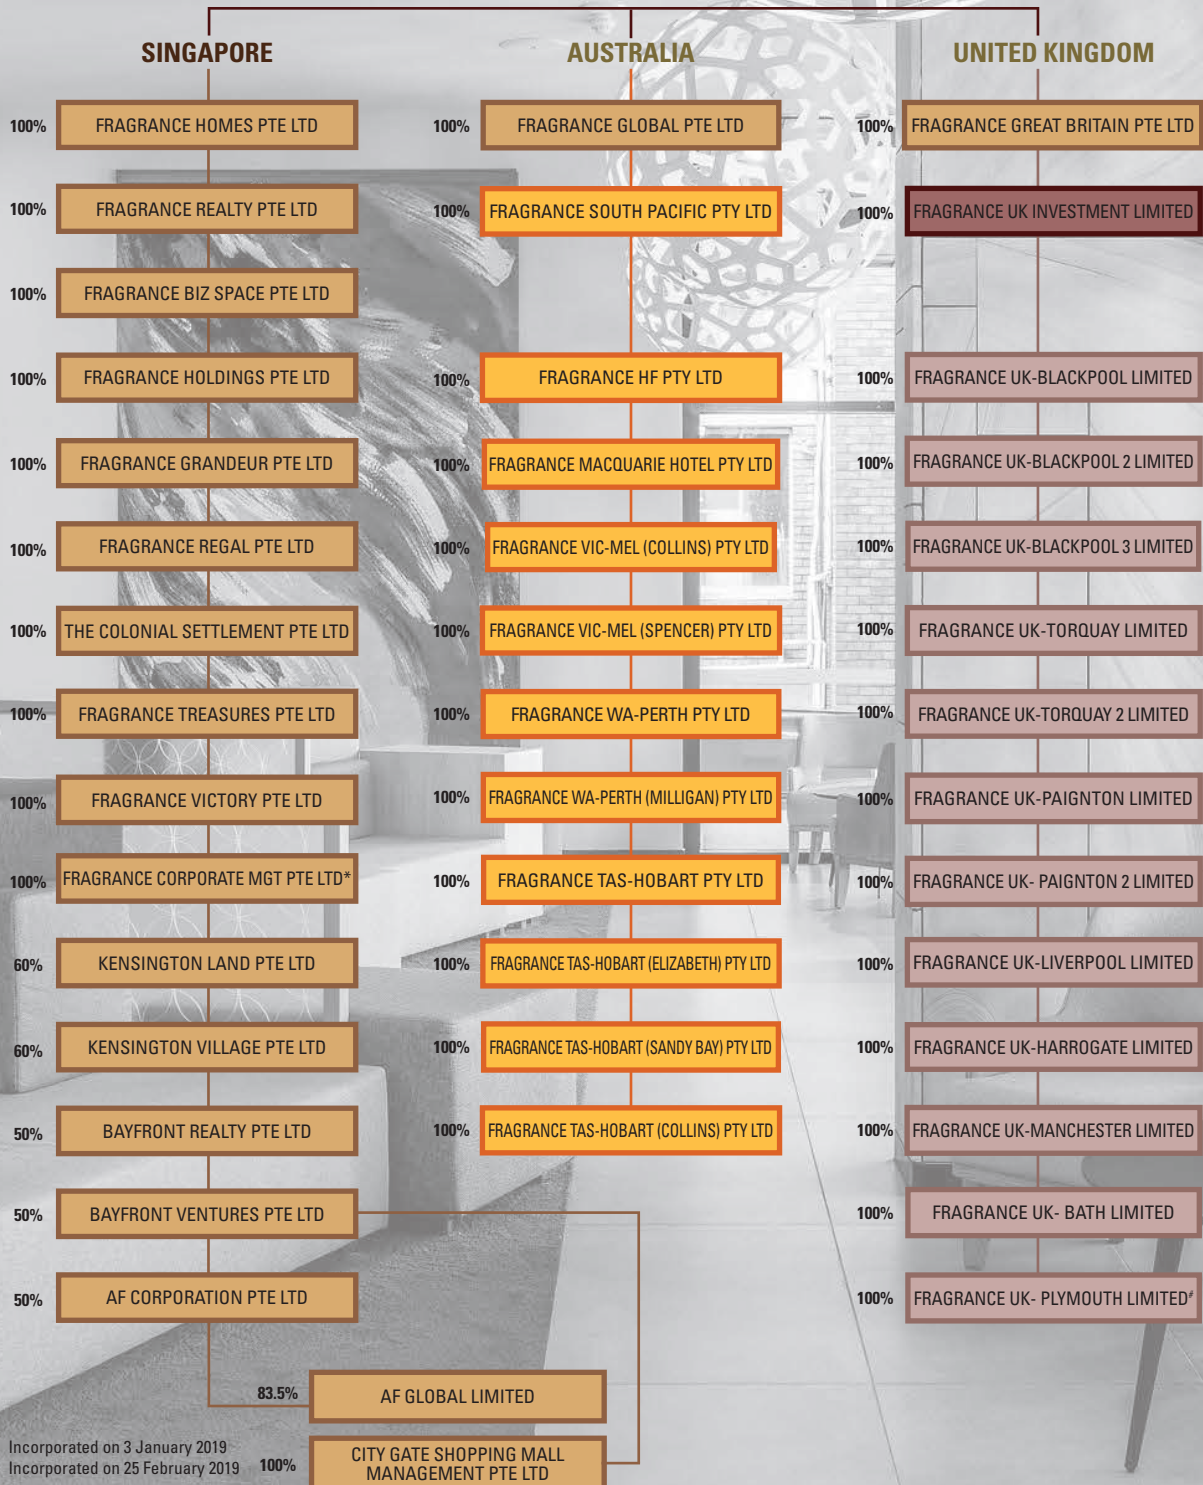 SINGAPORE
100% FRAGRANCE HOMES PTE LTD
100% FRAGRANCE REALTY PTE LTD
100% FRAGRANCE BIZ SPACE PTE LTD
100% FRAGRANCE HOLDINGS PTE LTD
100% FRAGRANCE GRANDEUR PTE LTD
100% FRAGRANCE REGAL PTE LTD
100% THE COLONIAL SETTLEMENT PTE LTD
100% FRAGRANCE TREASURES PTE LTD
100% FRAGRANCE VICTORY PTE LTD
100% FRAGRANCE CORPORATE MGT PTE LTD*
60% KENSINGTON LAND PTE LTD
60% KENSINGTON VILLAGE PTE LTD
50% BAYFRONT REALTY PTE LTD
50% BAYFRONT VENTURES PTE LTD
50% AF CORPORATION PTE LTD
83.5% AF GLOBAL LIMITED
100% CITY GATE SHOPPING MALL
MANAGEMENT PTE LTD
AUSTRALIA
100% FRAGRANCE GLOBAL PTE LTD
100% FRAGRANCE SOUTH PACIFIC PTY LTD
100% FRAGRANCE HF PTY LTD
100% FRAGRANCE MACQUARIE HOTEL PTY LTD
100% FRAGRANCE VIC-MEL (COLLINS) PTY LTD
100% FRAGRANCE VIC-MEL (SPENCER) PTY LTD
100% FRAGRANCE WA-PERTH PTY LTD
100% FRAGRANCE WA-PERTH (MILLIGAN) PTY LTD
100% FRAGRANCE TAS-HOBART PTY LTD
100% FRAGRANCE TAS-HOBART (ELIZABETH) PTY LTD
100% FRAGRANCE TAS-HOBART (SANDY BAY) PTY LTD
100% FRAGRANCE TAS-HOBART (COLLINS) PTY LTD
UNITED KINGDOM
100% FRAGRANCE GREAT BRITAIN PTE LTD
100% FRAGRANCE UK INVESTMENT LIMITED
100% FRAGRANCE UK-BLACKPOOL LIMITED
100% FRAGRANCE UK-BLACKPOOL 2 LIMITED
100% FRAGRANCE UK-BLACKPOOL 3 LIMITED
100% FRAGRANCE UK-TORQUAY LIMITED
100% FRAGRANCE UK-TORQUAY 2 LIMITED
100% FRAGRANCE UK-PAIGNTON LIMITED
100% FRAGRANCE UK- PAIGNTON 2 LIMITED
100% FRAGRANCE UK-LIVERPOOL LIMITED
100% FRAGRANCE UK-HARROGATE LIMITED
100% FRAGRANCE UK-MANCHESTER LIMITED
100% FRAGRANCE UK- BATH LIMITED
100% FRAGRANCE UK- PLYMOUTH LIMITED#
Incorporated on 3 January 2019
Incorporated on 25 February 2019